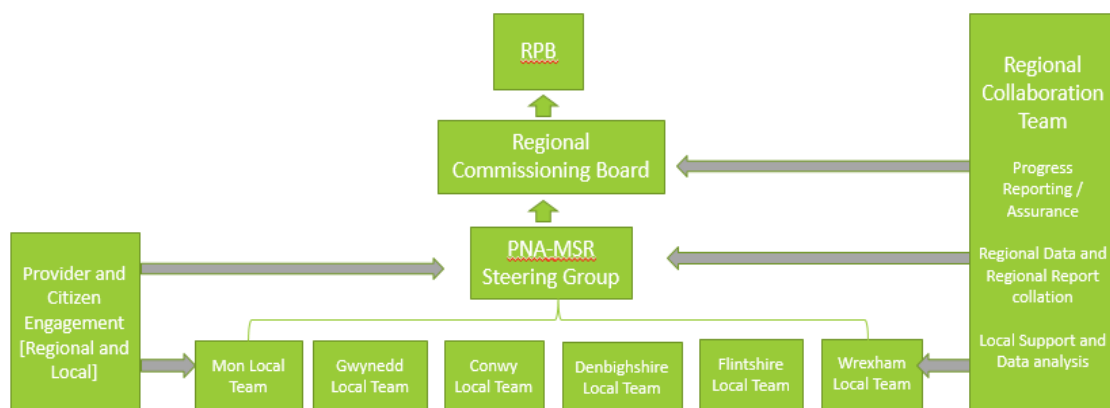 RPB
Regional
Commissioning Board
PNA-MSR
Steering Group
Provider and
Citizen
Engagement
[Regional and
Local]
Mon Local
Team
Gwynedd
Local Team
Conwy
Local Team
Denbighshire
Local Team
Flintshire
Local Team
Wrexham
Local Team
Regional
Collaboration
Team
Progress
Reporting /
Assurance
Regional Data and
Regional Report
collation
Local Support and
Data analysis